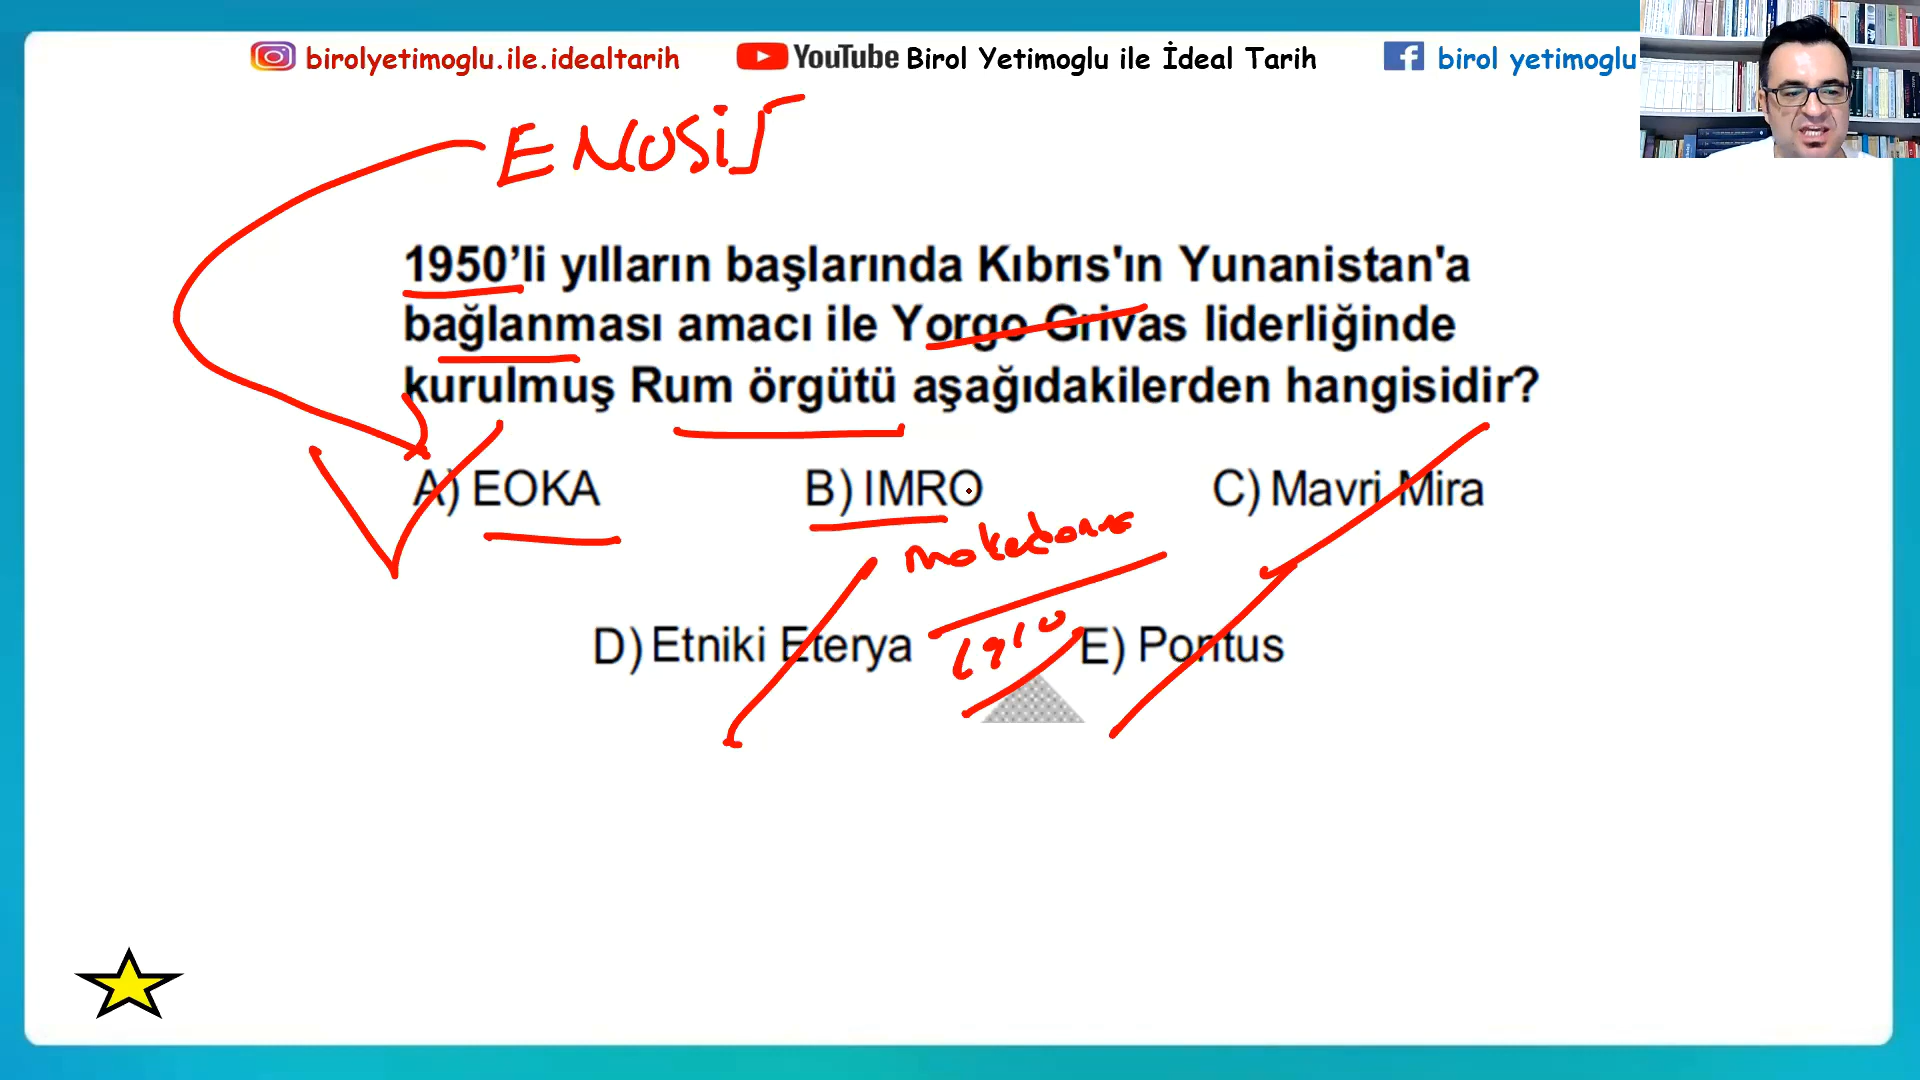 birolyetimoglu.ile.idealtarih YouTube Birol Yetimoglu ile İdeal Tarih birol yetimoglu
ENOSİS
1950’li yılların başlarında Kıbrıs'ın Yunanistan'a
bağlanması amacı ile Yorgo Grivas liderliğinde
kurulmuş Rum örgütü aşağıdakilerden hangisidir?
A) EOKA B) IMRO C) Mavri Mira
1910
D) Etniki Eterya E) Pontus